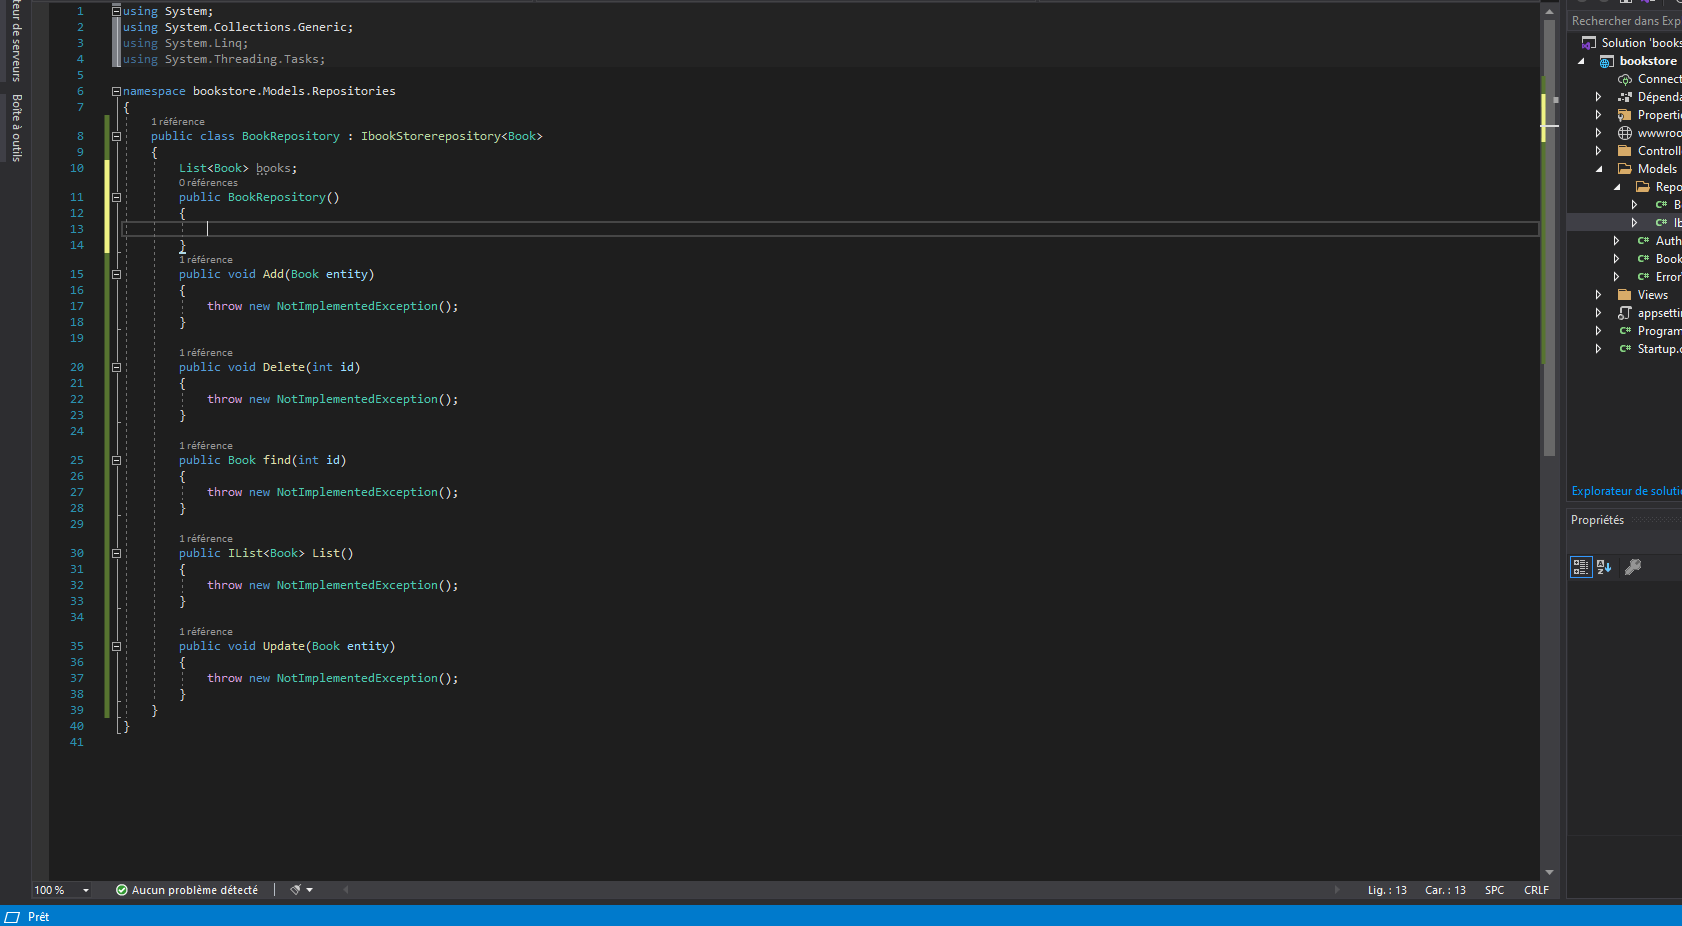 teur de serveurs
Boîte à outils
1 using System;
2 using System.Collections.Generic;
3 using System.Linq;
4 using System.Threading.Tasks;
5
6 namespace bookstore.Models.Repositories
7 {
1 référence
8 public class BookRepository : IbookStorerepository<Book>
9 {
10 List<Book> books;
0 références
11 public BookRepository()
12 {
13
14 }
1 référence
15 public void Add(Book entity)
16 {
17 throw new NotImplementedException();
18 }
19
1 référence
20 public void Delete(int id)
21 {
22 throw new NotImplementedException();
23 }
24
1 référence
25 public Book find(int id)
26 {
27 throw new NotImplementedException();
28 }
29
1 référence
30 public IList<Book> List()
31 {
32 throw new NotImplementedException();
33 }
34
1 référence
35 public void Update(Book entity)
36 {
37 throw new NotImplementedException();
38 }
39 }
40 }
41
100 % Aucun problème détecté Lig. : 13 Car. : 13 SPC CRLF
Prêt
Rechercher dans Exp
Solution 'books
bookstore
Connect
Dépenda
Properti
wwwroo
Controll
Models
Repo
C# B
C# Ib
C# Auth
C# Book
C# Error
Views
appsetti
C# Program
C# Startup.c
Explorateur de soluti
Propriétés